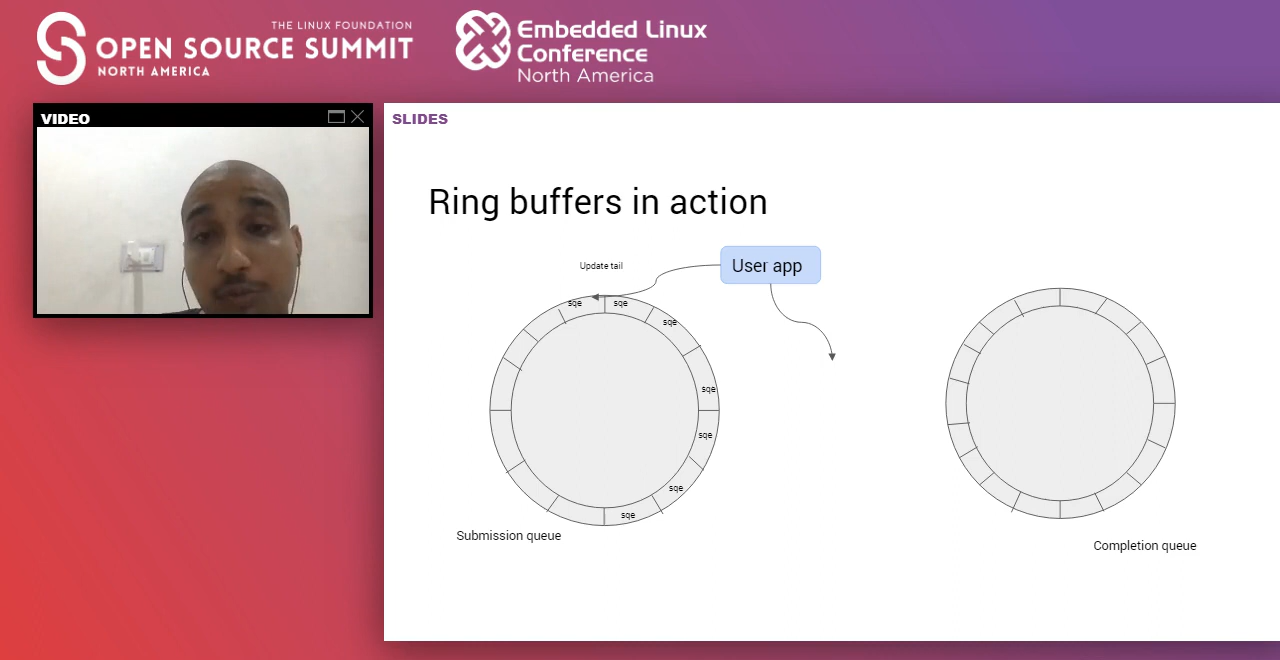 THE LINUX FOUNDATION
OPEN SOURCE SUMMIT
NORTH AMERICA
Embedded Linux
Conference
North America
VIDEO
SLIDES
Ring buffers in action
Update tail
User app
sqe
sqe
sqe
sqe
sqe
sqe
sqe
Submission queue
Completion queue